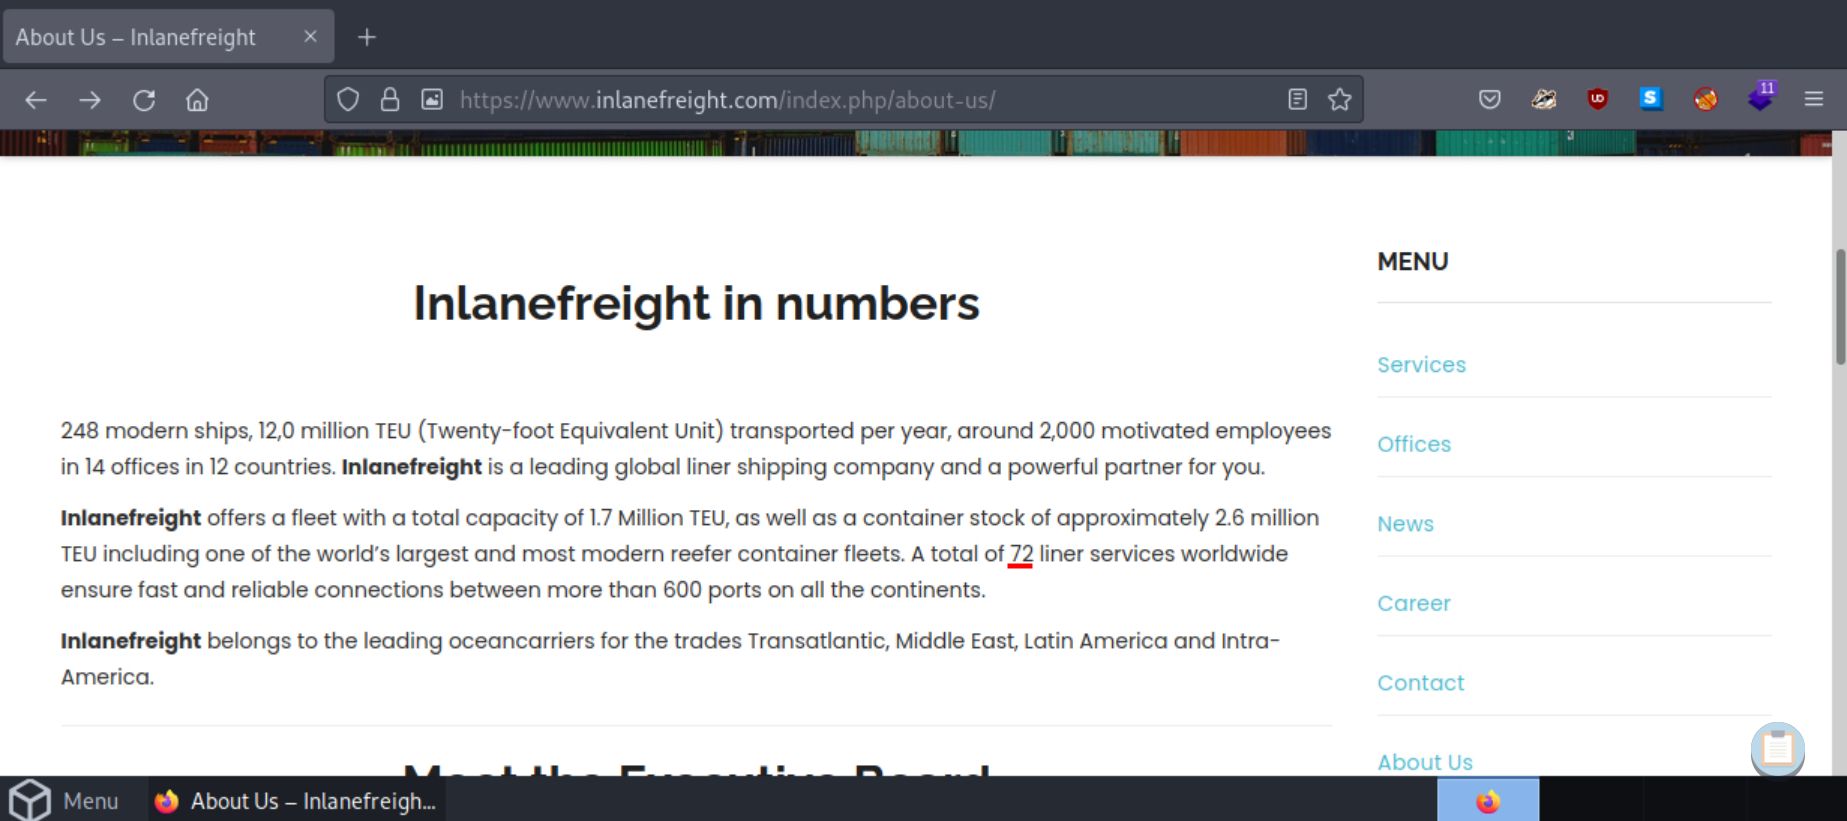 About Us – Inlanefreight
https://www.inlanefreight.com/index.php/about-us/
11
Inlanefreight in numbers
248 modern ships, 12,0 million TEU (Twenty-foot Equivalent Unit) transported per year, around 2,000 motivated employees
in 14 offices in 12 countries. Inlanefreight is a leading global liner shipping company and a powerful partner for you.
Inlanefreight offers a fleet with a total capacity of 1.7 Million TEU, as well as a container stock of approximately 2.6 million
TEU including one of the world’s largest and most modern reefer container fleets. A total of 72 liner services worldwide
ensure fast and reliable connections between more than 600 ports on all the continents.
Inlanefreight belongs to the leading oceancarriers for the trades Transatlantic, Middle East, Latin America and Intra-
America.
Meet the Executive Board
MENU
Services
Offices
News
Career
Contact
About Us
Menu
About Us – Inlanefreigh...